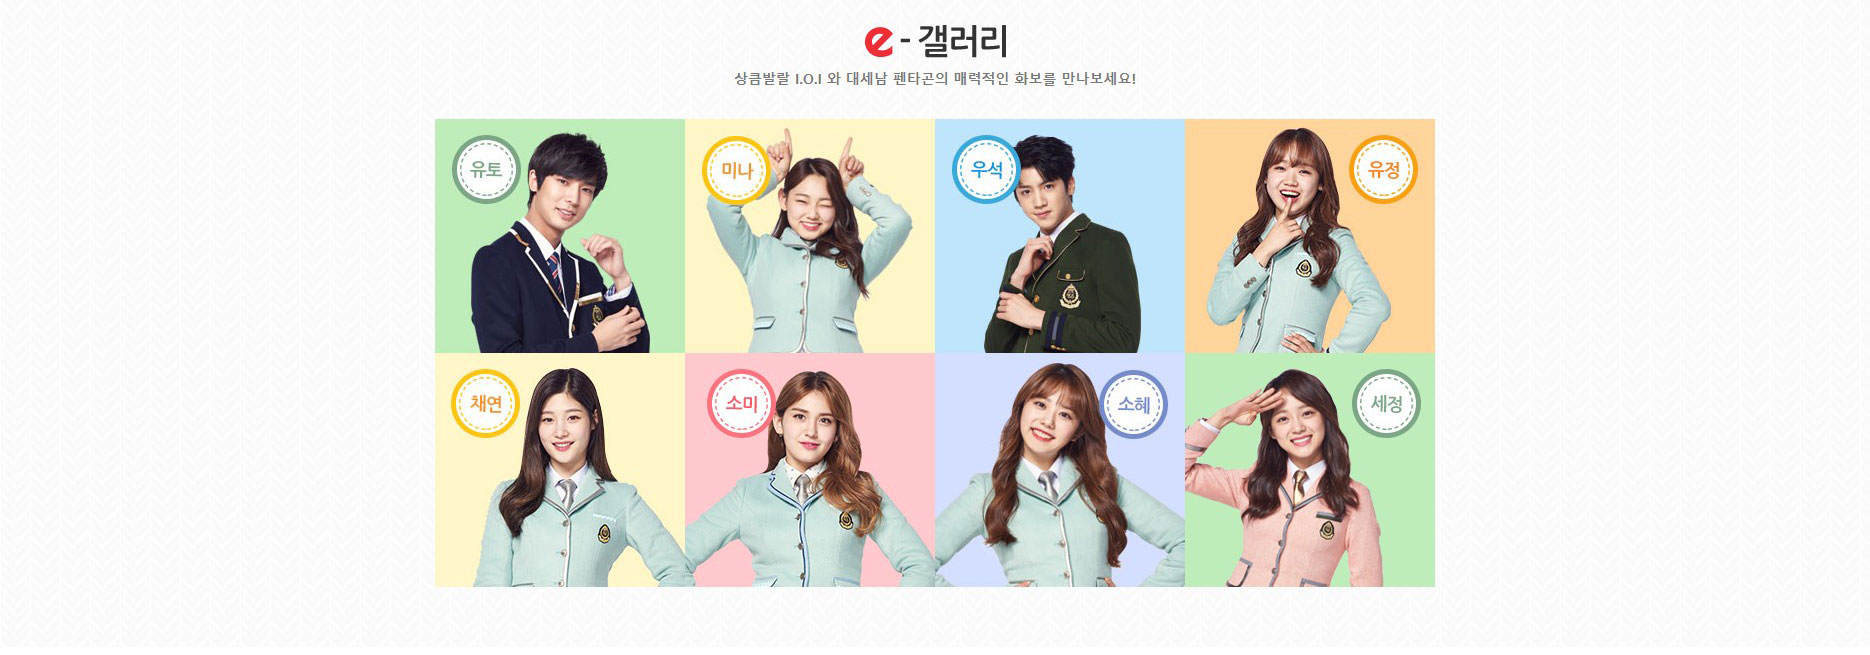 e - 갤러리
상큼발랄 I.O.I 와 대세남 펜타곤의 매력적인 화보를 만나보세요!
유토
미나
우석
유정
채연
소미
소혜
세정